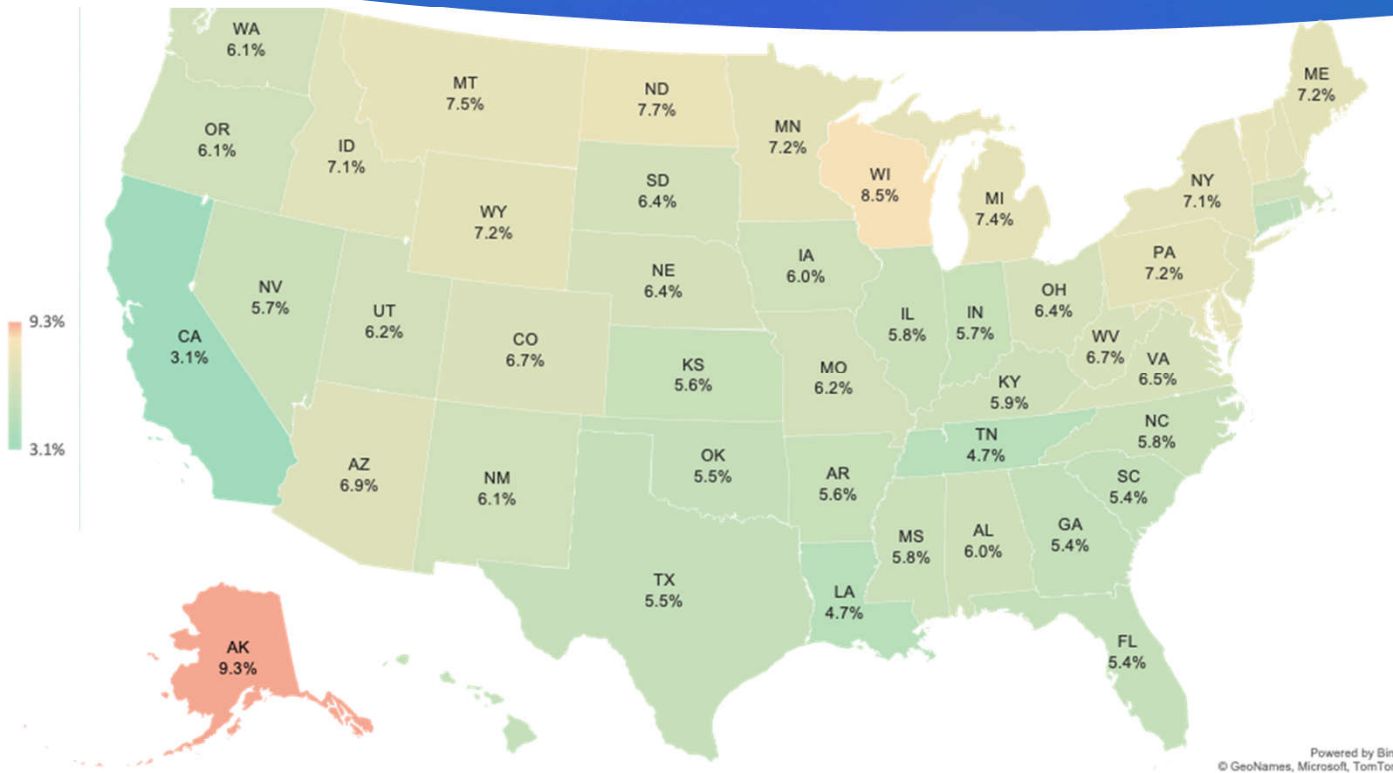 WA
6.1%
MT
7.5%
ND
7.7%
ME
7.2%
OR
6.1%
ID
7.1%
MN
7.2%
WI
8.5%
SD
6.4%
NY
7.1%
MI
7.4%
WY
7.2%
PA
7.2%
IA
6.0%
NE
6.4%
NV
5.7%
OH
6.4%
UT
6.2%
IL
5.8%
IN
5.7%
9.3%
CA
3.1%
CO
6.7%
WV
6.7%
VA
6.5%
KS
5.6%
MO
6.2%
KY
5.9%
3.1%
NC
5.8%
TN
4.7%
AZ
6.9%
OK
5.5%
AR
5.6%
NM
6.1%
SC
5.4%
MS
5.8%
AL
6.0%
GA
5.4%
TX
5.5%
LA
4.7%
AK
9.3%
FL
5.4%
Powered by Bin
© GeoNames, Microsoft, TomTo